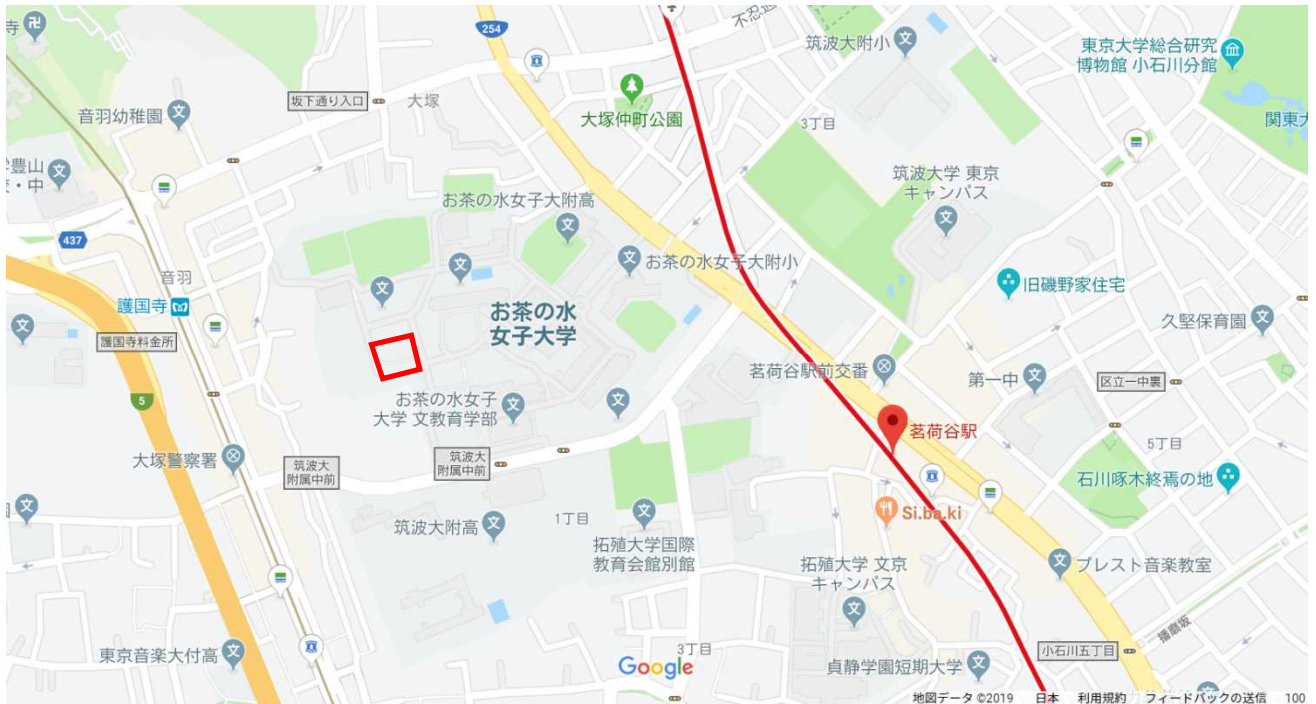 寺
254
不忍通
筑波大附小
東京大学総合研究
博物館 小石川分館
坂下通り入口
大塚
大塚仲町公園
音羽幼稚園
3丁目
関東大
学豊山
・中
筑波大学 東京
キャンパス
お茶の水女子大附高
437
お茶の水女子大附小
音羽
旧磯野家住宅
護国寺
お茶の水
女子大学
久堅保育園
護国寺料金所
茗荷谷駅前交番
第一中
区立一中裏
5
お茶の水女子
大学 文教育学部
茗荷谷駅
5丁目
大塚警察署
筑波大
附属中前
筑波大
附属中前
石川啄木終焉の地
Si.ba.ki
筑波大附高
1丁目
拓殖大学国際
教育会館別館
拓殖大学 文京
キャンパス
プレスト音楽教室
播磨坂
東京音楽大付高
3丁目
Google
貞静学園短期大学
小石川五丁目
地図データ ©2019 日本 利用規約 フィードバックの送信 100